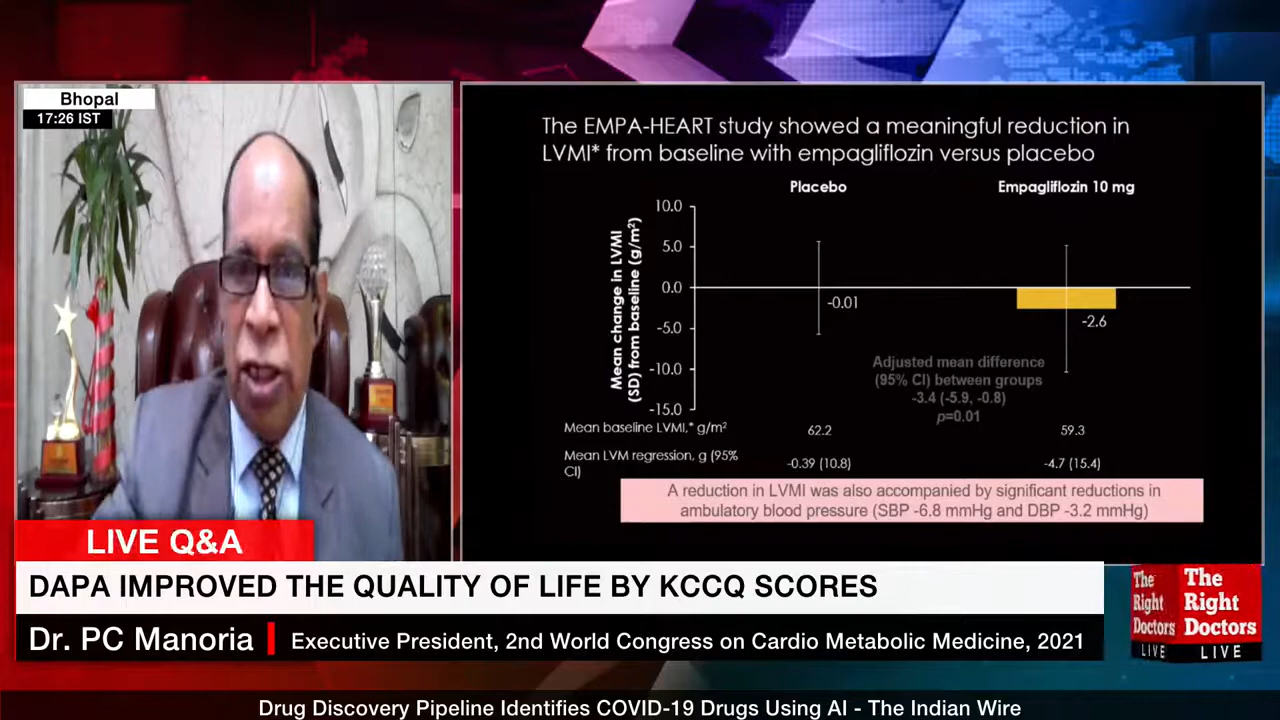 Bhopal
17:26 IST
The EMPA-HEART study showed a meaningful reduction in
LVMI* from baseline with empagliflozin versus placebo
Placebo
Empagliflozin 10 mg
Mean change in LVMI
(SD) from baseline (g/m²)
10.0
5.0
0.0
-5.0
-10.0
-15.0
-0.01
-2.6
Adjusted mean difference
(95% CI) between groups
-3.4 (-5.9, -0.8)
p=0.01
Mean baseline LVMI,* g/m² 62.2 59.3
Mean LVM regression, g (95%
CI) -0.39 (10.8) -4.7 (15.4)
A reduction in LVMI was also accompanied by significant reductions in
ambulatory blood pressure (SBP -6.8 mmHg and DBP -3.2 mmHg)
LIVE Q&A
DAPA IMPROVED THE QUALITY OF LIFE BY KCCQ SCORES
Dr. PC Manoria Executive President, 2nd World Congress on Cardio Metabolic Medicine, 2021
The
Right
Doctors
LIVE
The
Right
Doctors
LIVE
Drug Discovery Pipeline Identifies COVID-19 Drugs Using AI - The Indian Wire